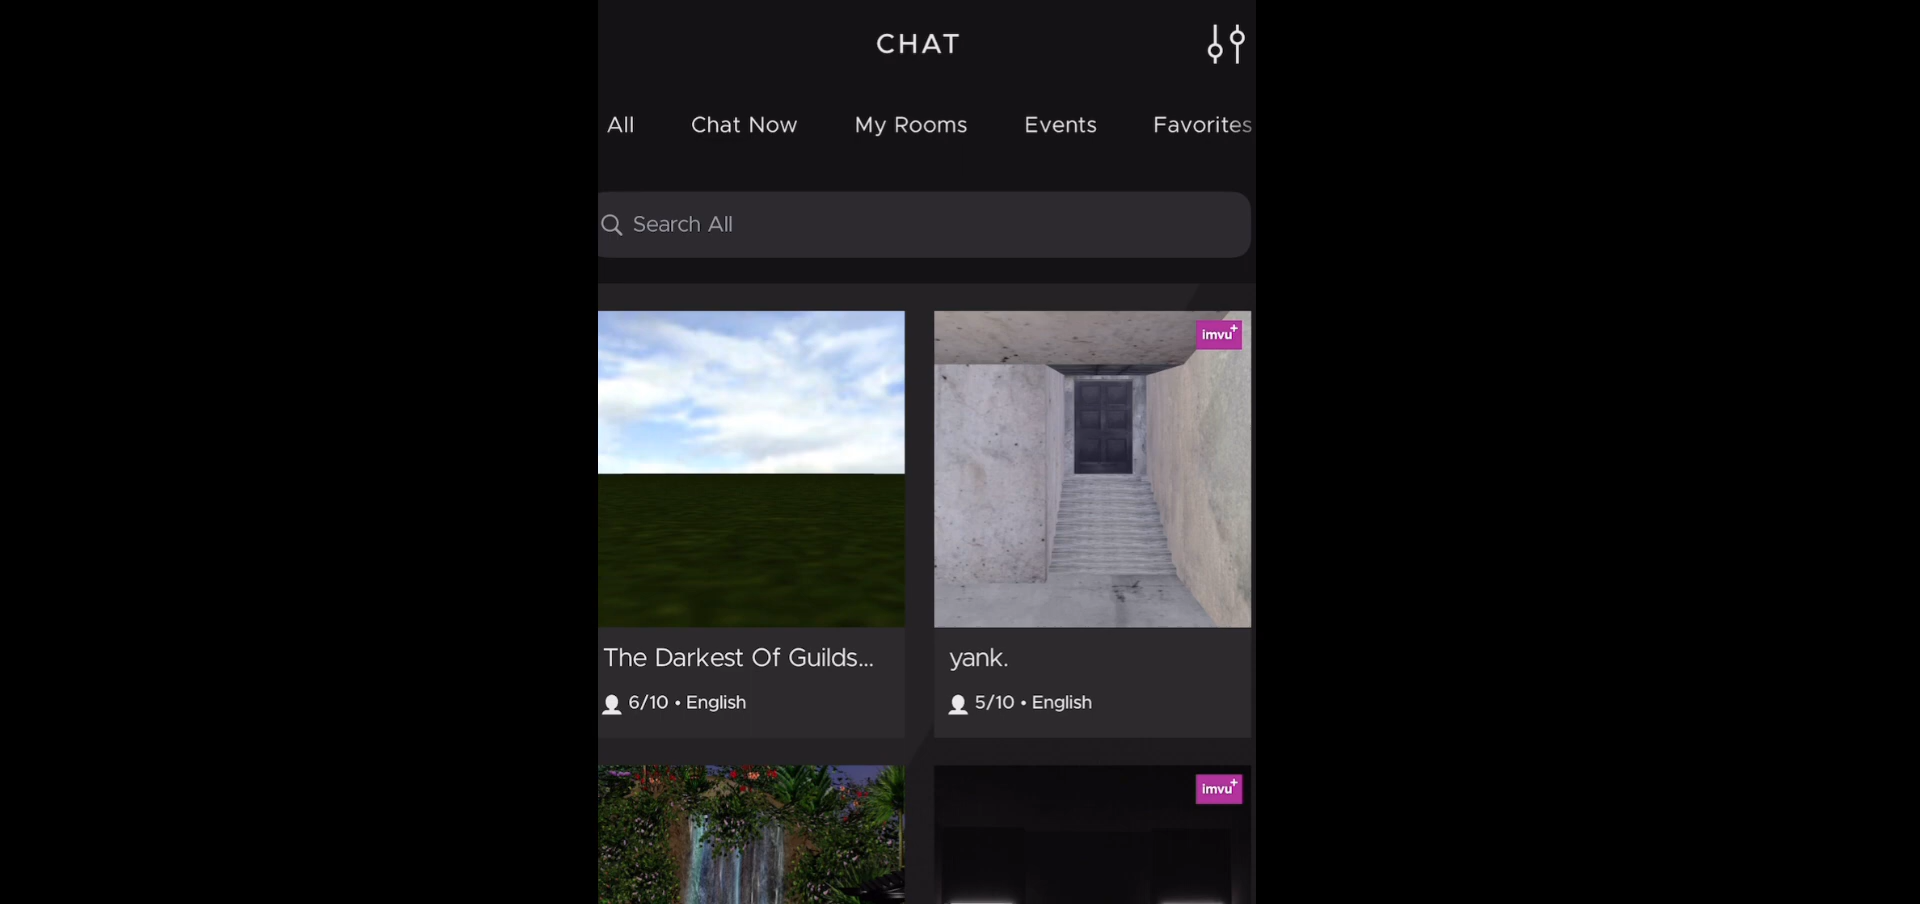 CHAT
All Chat Now My Rooms Events Favorites
Search All
imvu+
The Darkest Of Guilds...
6/10 • English
yank.
5/10 • English
imvu+